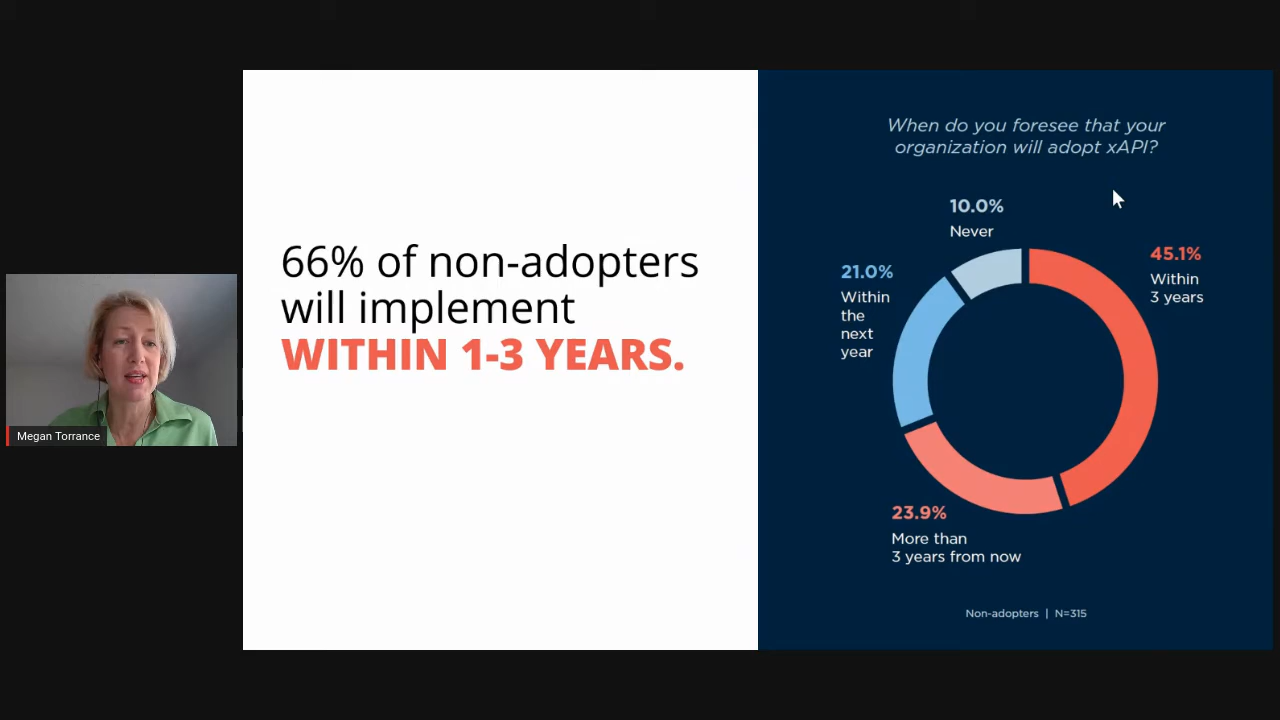 66% of non-adopters
will implement
WITHIN 1-3 YEARS.
When do you foresee that your
organization will adopt xAPI?
10.0%
Never
45.1%
Within
3 years
21.0%
Within
the
next
year
23.9%
More than
3 years from now
Non-adopters | N=315
Megan Torrance